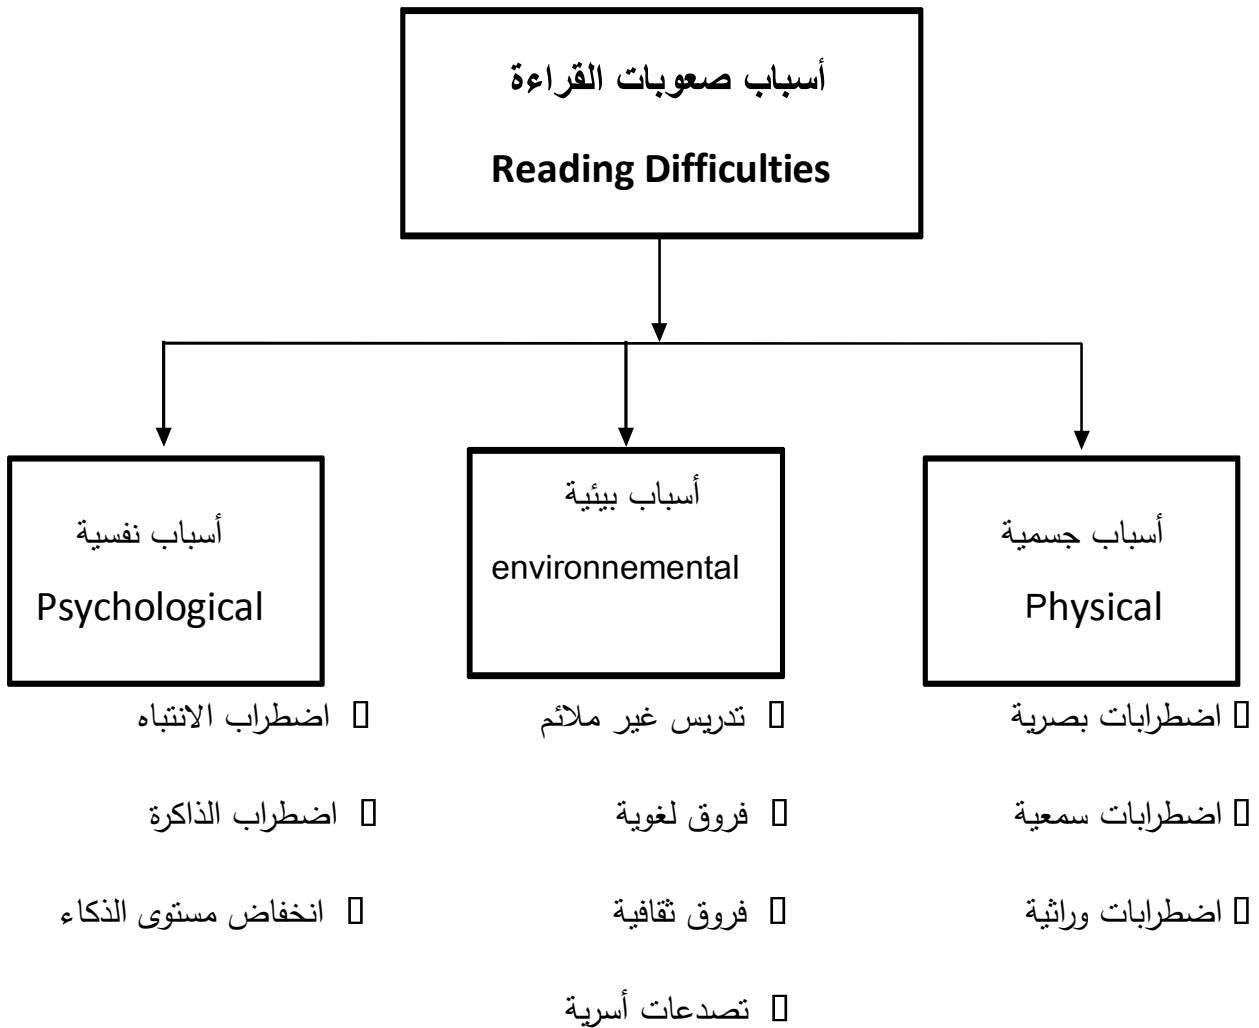 أسباب صعوبات القراءة
Reading Difficulties
أسباب جسمية
Physical
اضطرابات بصرية
اضطرابات سمعية
اضطرابات وراثية
أسباب بيئية
environnemental
تدريس غير ملائم
فروق لغوية
فروق ثقافية
تصدعات أسرية
أسباب نفسية
Psychological
اضطراب الانتباه
اضطراب الذاكرة
انخفاض مستوى الذكاء